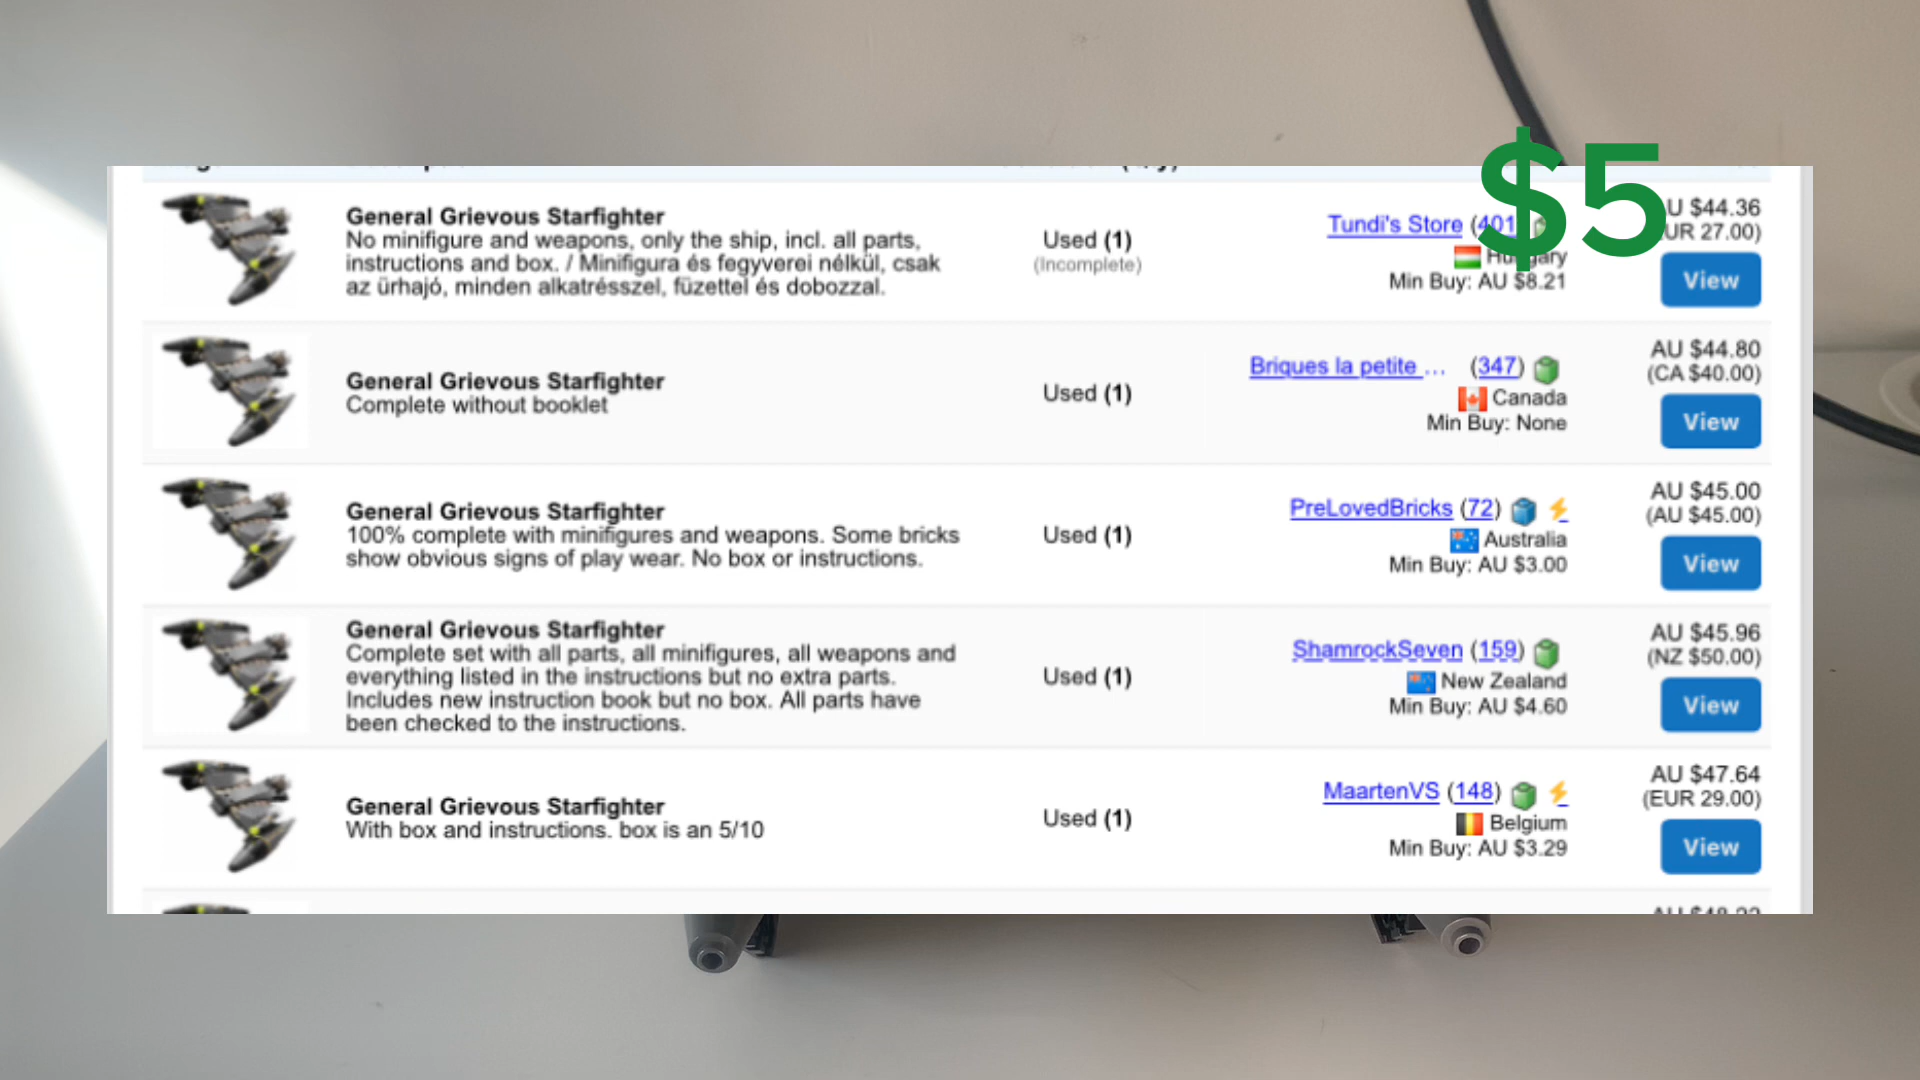 $5
General Grievous Starfighter
No minifigure and weapons, only the ship, incl. all parts,
instructions and box. / Minifigura és fegyverei nélkül, csak
az űrhajó, minden alkatrésszel, füzettel és dobozzal.
Used (1)
(Incomplete)
Tundi's Store (401
Hungary
Min Buy: AU $8.21
U $44.36
UR 27.00)
View
General Grievous Starfighter
Complete without booklet
Used (1)
Briques la petite ... (347)
Canada
Min Buy: None
AU $44.80
(CA $40.00)
View
General Grievous Starfighter
100% complete with minifigures and weapons. Some bricks
show obvious signs of play wear. No box or instructions.
Used (1)
PreLovedBricks (72)
Australia
Min Buy: AU $3.00
AU $45.00
(AU $45.00)
View
General Grievous Starfighter
Complete set with all parts, all minifigures, all weapons and
everything listed in the instructions but no extra parts.
Includes new instruction book but no box. All parts have
been checked to the instructions.
Used (1)
ShamrockSeven (159)
New Zealand
Min Buy: AU $4.60
AU $45.96
(NZ $50.00)
View
General Grievous Starfighter
With box and instructions. box is an 5/10
Used (1)
MaartenVS (148)
Belgium
Min Buy: AU $3.29
AU $47.64
(EUR 29.00)
View